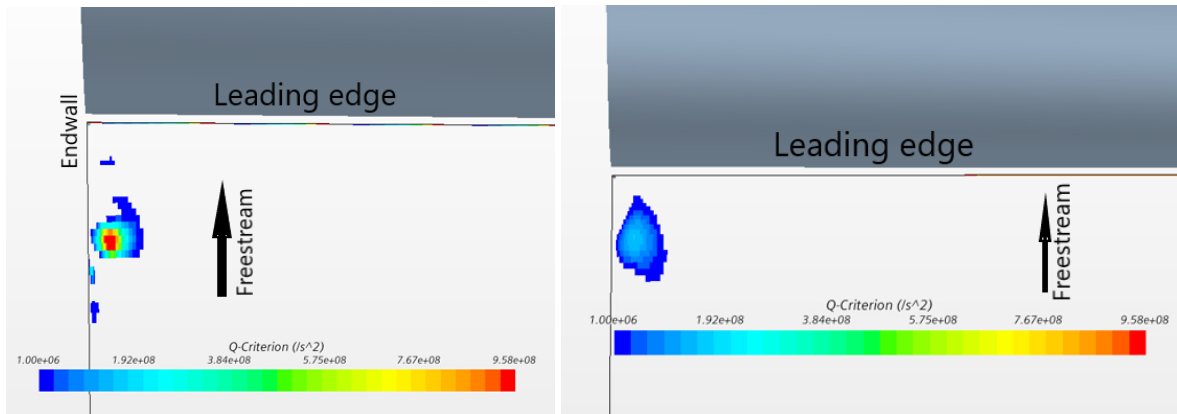 Leading edge
Endwall
Freestream
Q-Criterion (/s^2)
1.00e+06 1.92e+08 3.84e+08 5.75e+08 7.67e+08 9.58e+08
Leading edge
Freestream
Q-Criterion (/s^2)
1.00e+06 1.92e+08 3.84e+08 5.75e+08 7.67e+08 9.58e+08